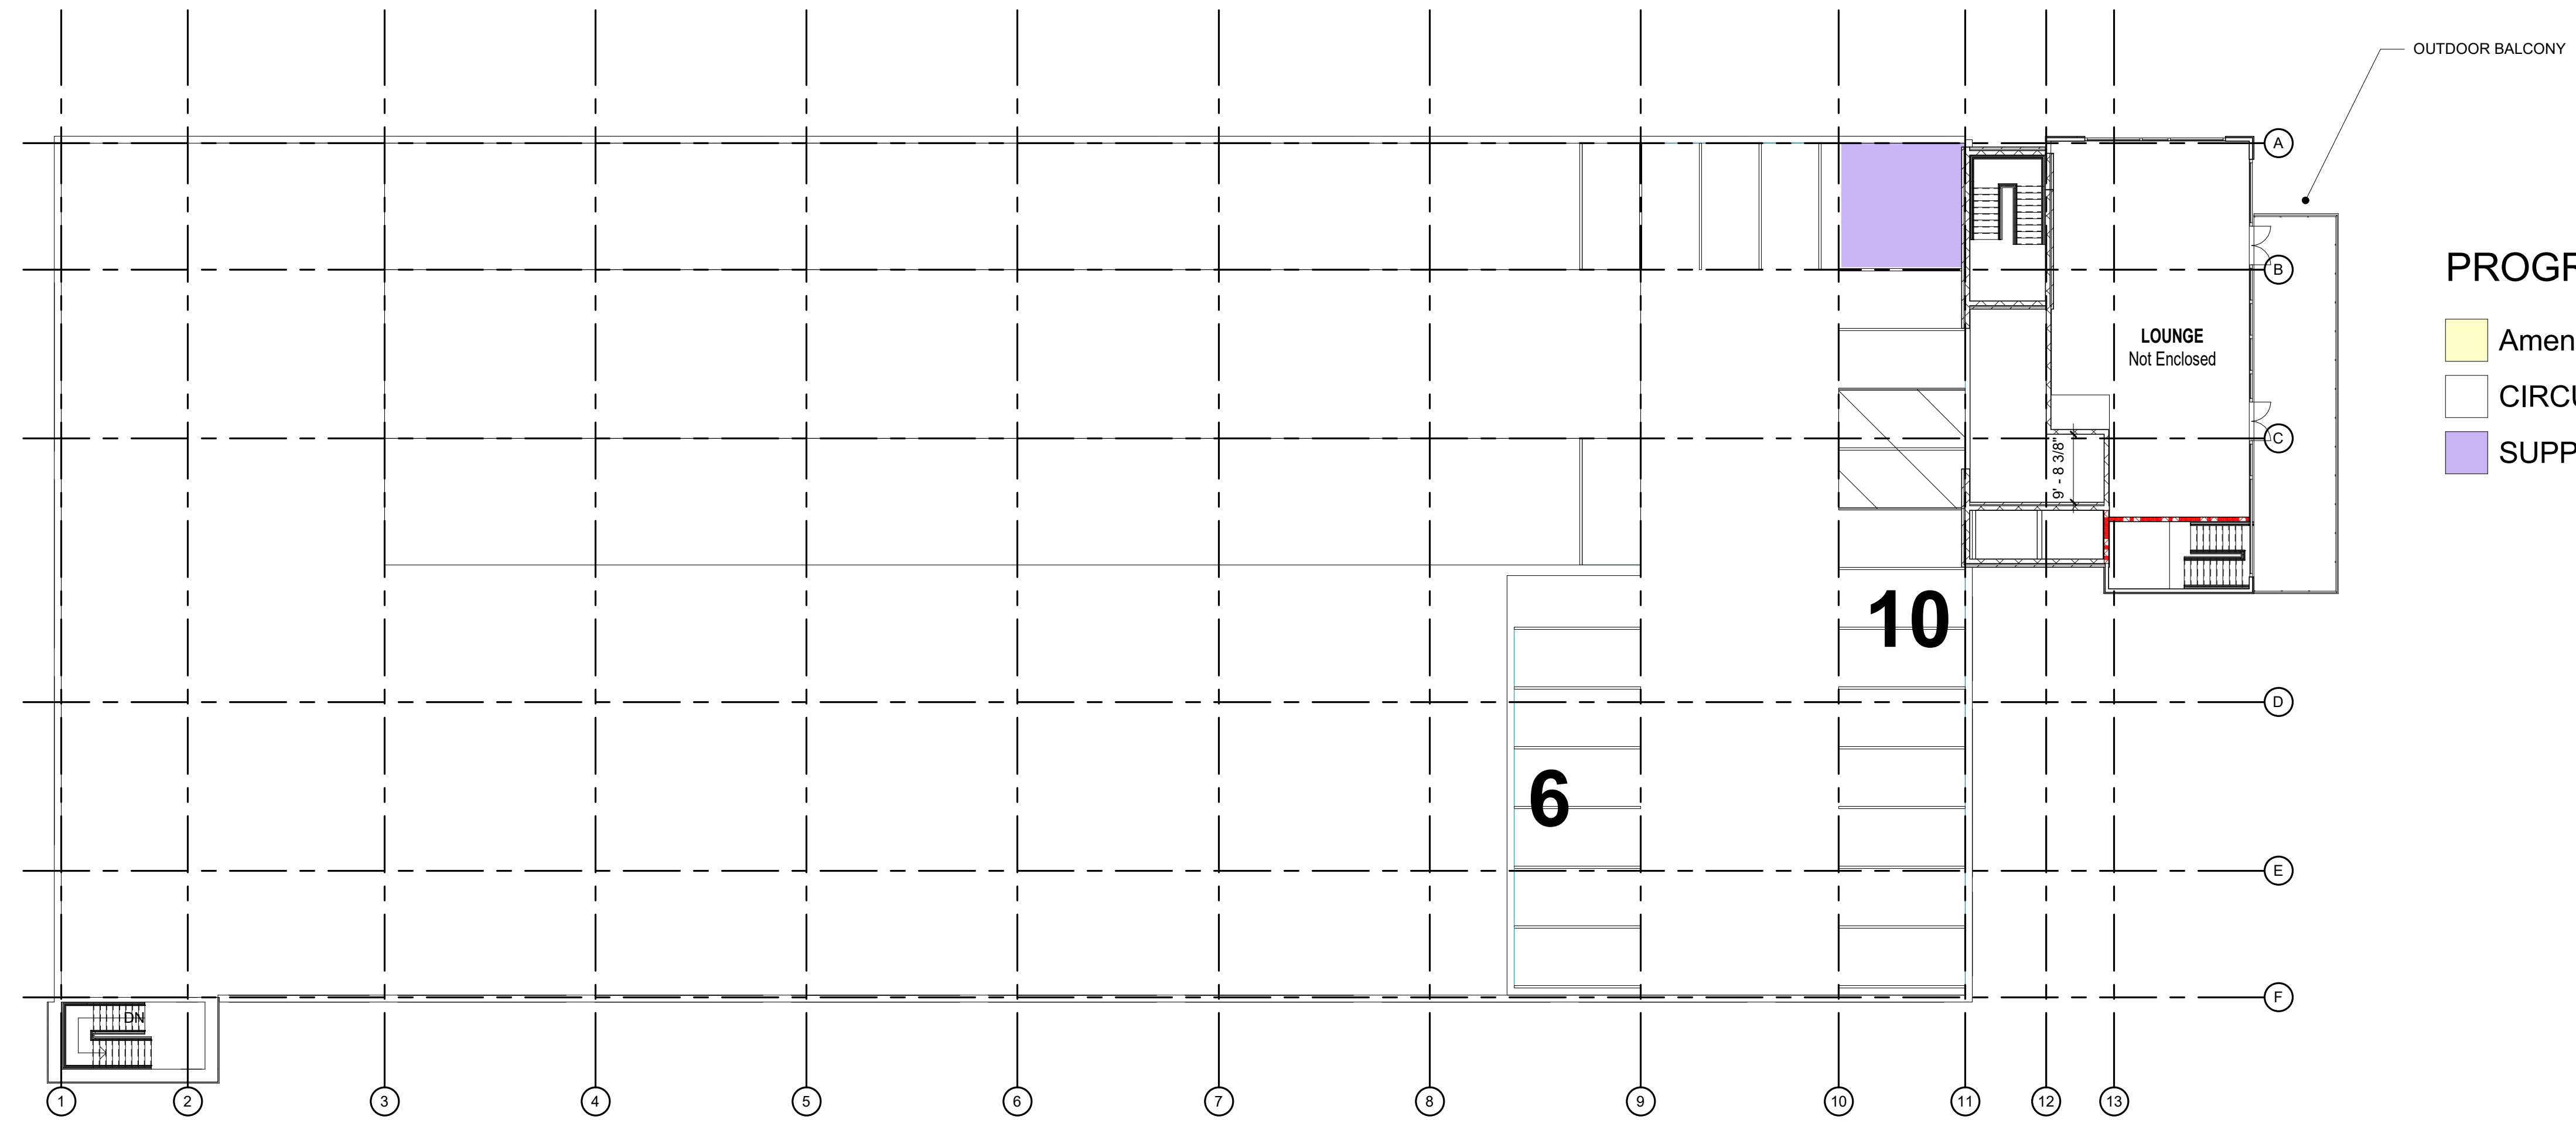 OUTDOOR BALCONY
A
B
PROGR
LOUNGE
Not Enclosed
Amen
CIRCU
C
SUPP
9' - 8 3/8"
10
D
6
E
F
DN
1
2
3
4
5
6
7
8
9
10
11
12
13